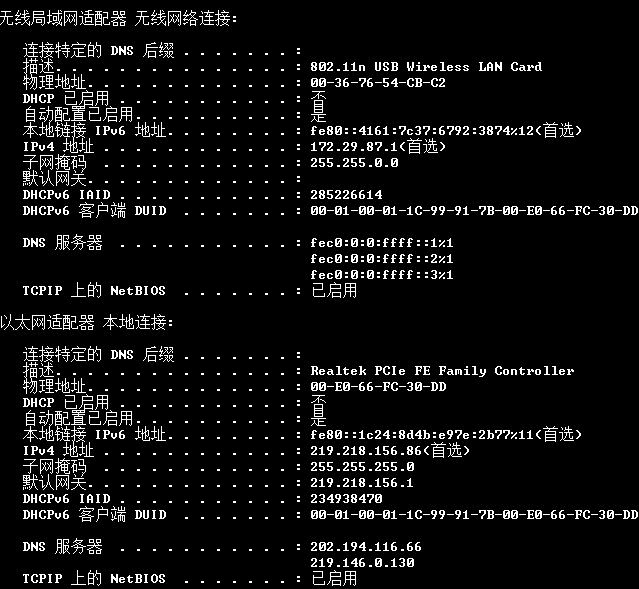 无线局域网适配器 无线网络连接:
连接特定的 DNS 后缀 . . . . . . . :
描述. . . . . . . . . . . . . . . : 802.11n USB Wireless LAN Card
物理地址. . . . . . . . . . . . . : 00-36-76-54-CB-C2
DHCP 已启用 . . . . . . . . . . . : 否
自动配置已启用. . . . . . . . . . : 是
本地链接 IPv6 地址. . . . . . . . : fe80::4161:7c37:6792:3874%12(首选)
IPv4 地址 . . . . . . . . . . . . : 172.29.87.1(首选)
子网掩码 . . . . . . . . . . . . : 255.255.0.0
默认网关. . . . . . . . . . . . . :
DHCPv6 IAID . . . . . . . . . . . : 285226614
DHCPv6 客户端 DUID . . . . . . . : 00-01-00-01-1C-99-91-7B-00-E0-66-FC-30-DD
DNS 服务器 . . . . . . . . . . . : fec0:0:0:ffff::1%1
fec0:0:0:ffff::2%1
fec0:0:0:ffff::3%1
TCPIP 上的 NetBIOS . . . . . . . : 已启用
以太网适配器 本地连接:
连接特定的 DNS 后缀 . . . . . . . :
描述. . . . . . . . . . . . . . . : Realtek PCIe FE Family Controller
物理地址. . . . . . . . . . . . . : 00-E0-66-FC-30-DD
DHCP 已启用 . . . . . . . . . . . : 否
自动配置已启用. . . . . . . . . . : 是
本地链接 IPv6 地址. . . . . . . . : fe80::1c24:8d4b:e97e:2b77%11(首选)
IPv4 地址 . . . . . . . . . . . . : 219.218.156.86(首选)
子网掩码 . . . . . . . . . . . . : 255.255.255.0
默认网关. . . . . . . . . . . . . : 219.218.156.1
DHCPv6 IAID . . . . . . . . . . . : 234938470
DHCPv6 客户端 DUID . . . . . . . : 00-01-00-01-1C-99-91-7B-00-E0-66-FC-30-DD
DNS 服务器 . . . . . . . . . . . : 202.194.116.66
219.146.0.130
TCPIP 上的 NetBIOS . . . . . . . : 已启用